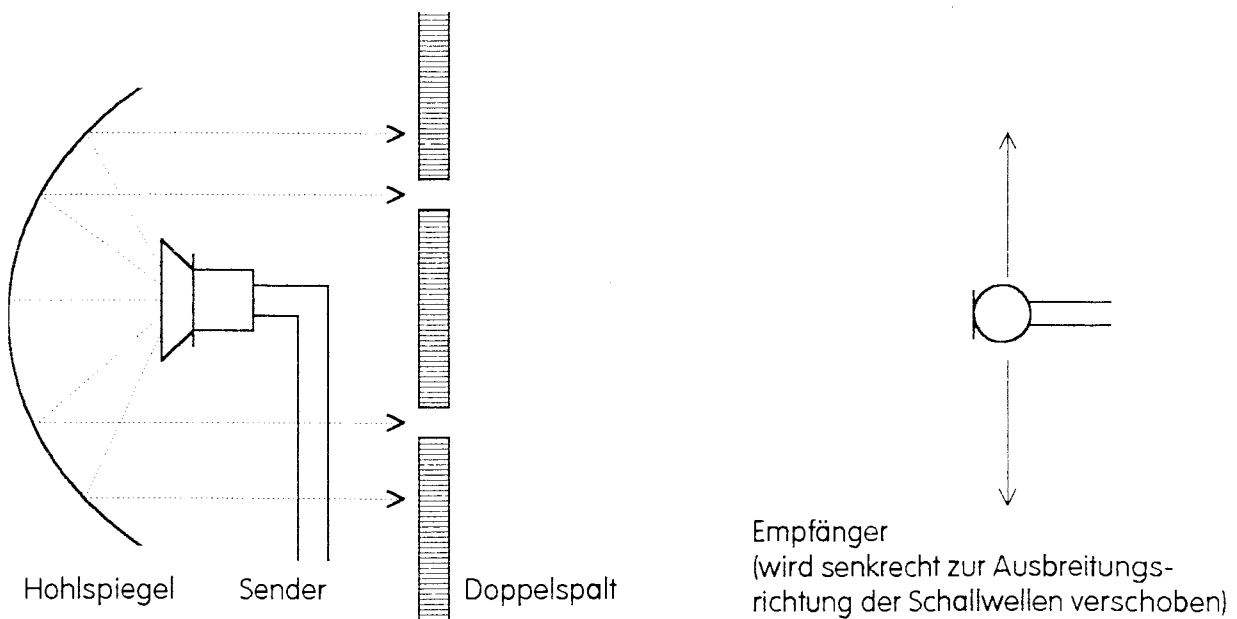 Hohlspiegel
Sender
Doppelspalt
Empfänger
(wird senkrecht zur Ausbreitungs-
richtung der Schallwellen verschoben)